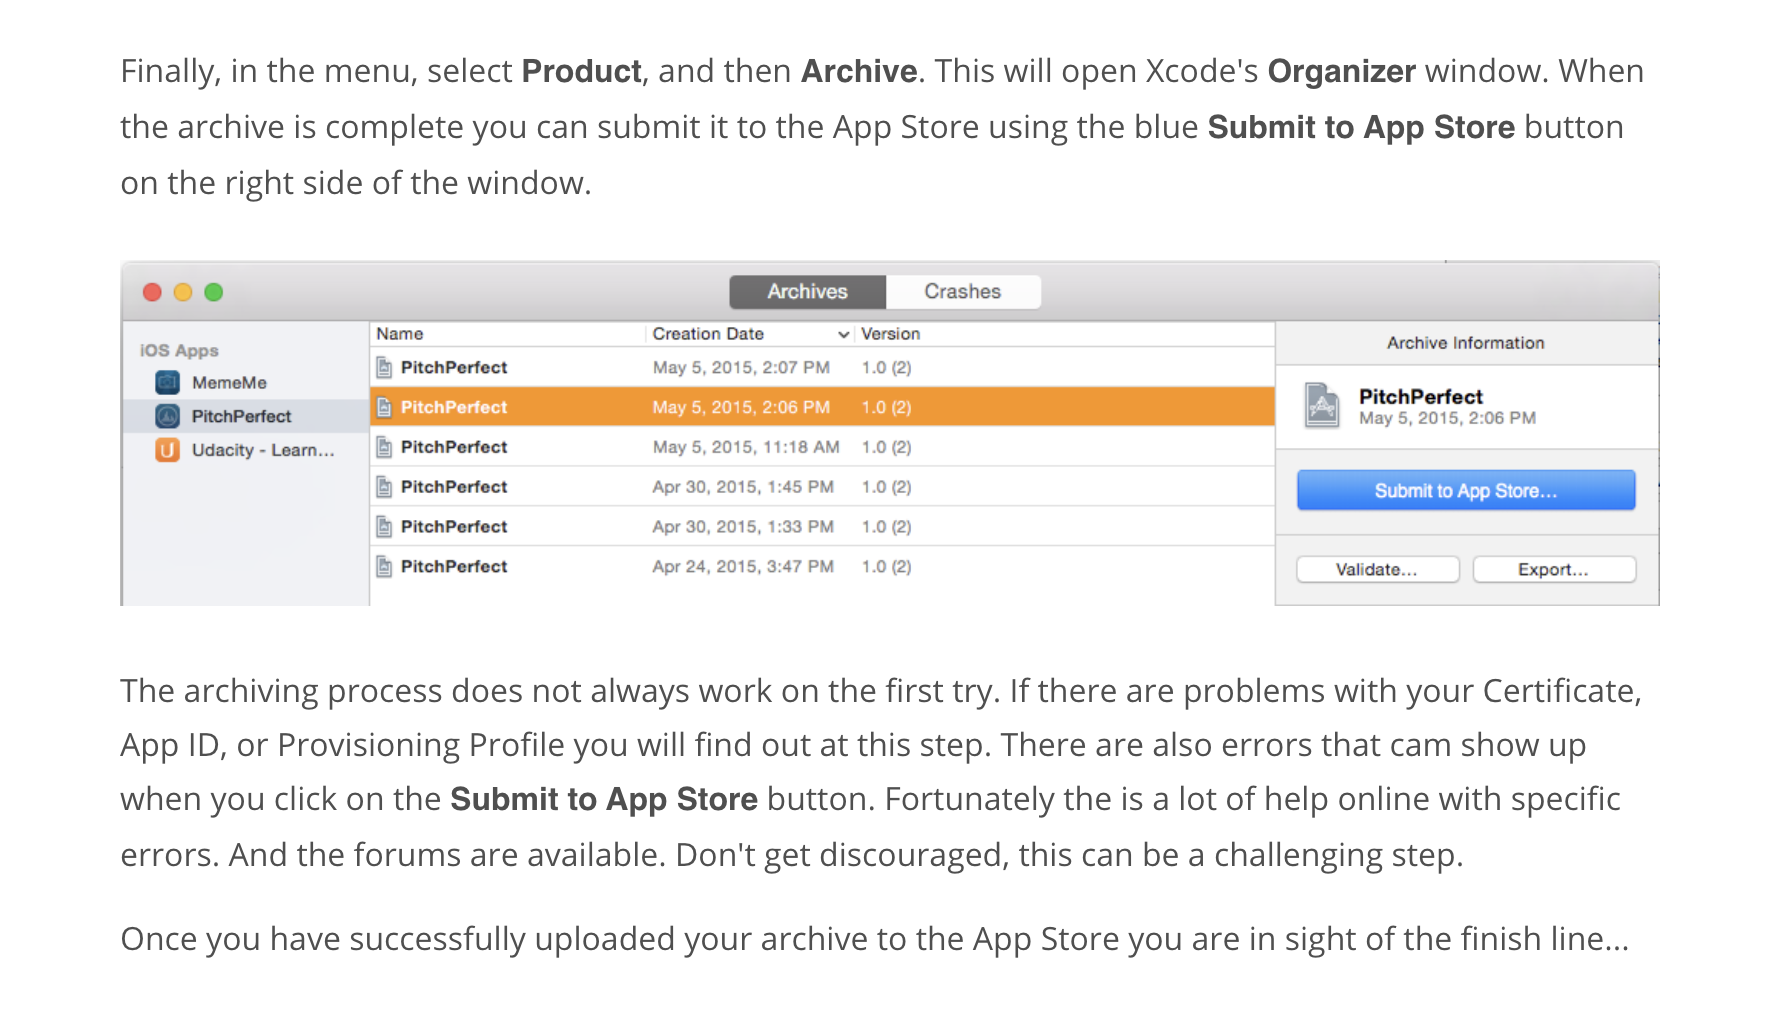 Finally, in the menu, select Product, and then Archive. This will open Xcode's Organizer window. When
the archive is complete you can submit it to the App Store using the blue Submit to App Store button
on the right side of the window.
Archives Crashes
iOS Apps
MemeMe
PitchPerfect
Udacity - Learn...
Name Creation Date Version
PitchPerfect May 5, 2015, 2:07 PM 1.0 (2)
PitchPerfect May 5, 2015, 2:06 PM 1.0 (2)
PitchPerfect May 5, 2015, 11:18 AM 1.0 (2)
PitchPerfect Apr 30, 2015, 1:45 PM 1.0 (2)
PitchPerfect Apr 30, 2015, 1:33 PM 1.0 (2)
PitchPerfect Apr 24, 2015, 3:47 PM 1.0 (2)
Archive Information
PitchPerfect
May 5, 2015, 2:06 PM
Submit to App Store...
Validate... Export...
The archiving process does not always work on the first try. If there are problems with your Certificate,
App ID, or Provisioning Profile you will find out at this step. There are also errors that cam show up
when you click on the Submit to App Store button. Fortunately the is a lot of help online with specific
errors. And the forums are available. Don't get discouraged, this can be a challenging step.
Once you have successfully uploaded your archive to the App Store you are in sight of the finish line...